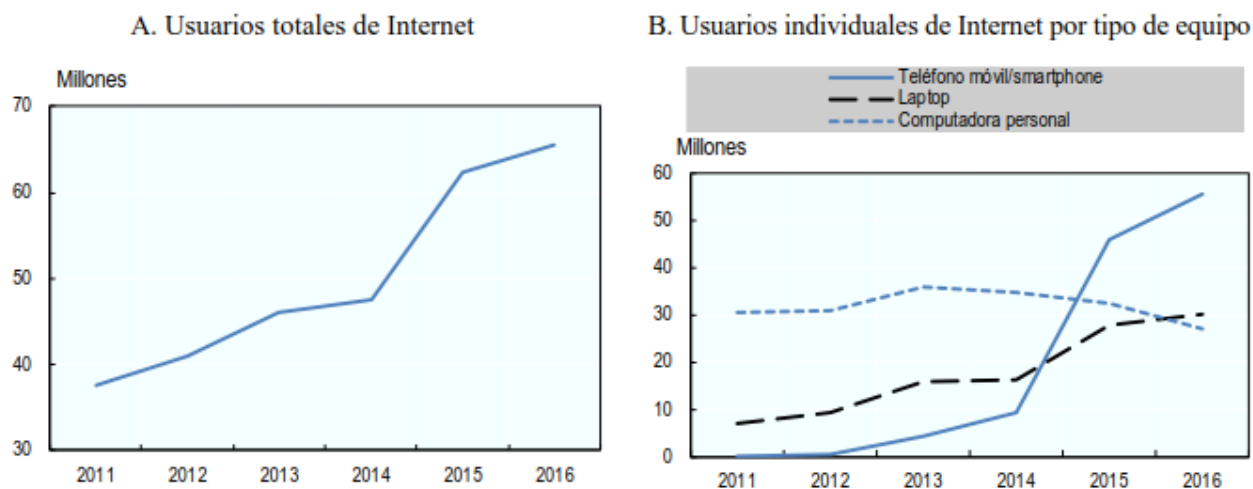 A. Usuarios totales de Internet
Millones
70
60
50
40
30
2011 2012 2013 2014 2015 2016
B. Usuarios individuales de Internet por tipo de equipo
Teléfono móvil/smartphone
Laptop
Computadora personal
Millones
60
50
40
30
20
10
0
2011 2012 2013 2014 2015 2016